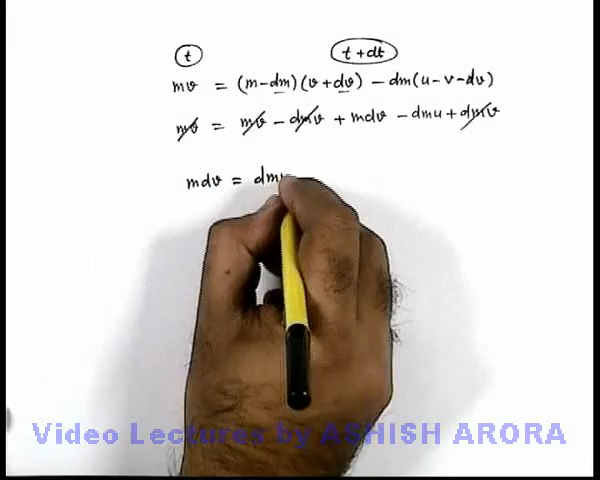 t t+dt
mv = (m-dm)(v+dv) - dm(u-v-dv)
mv = mv - dmv + mdv - dmu + dmv
mdv = dmu
Video Lectures by ASHISH ARORA